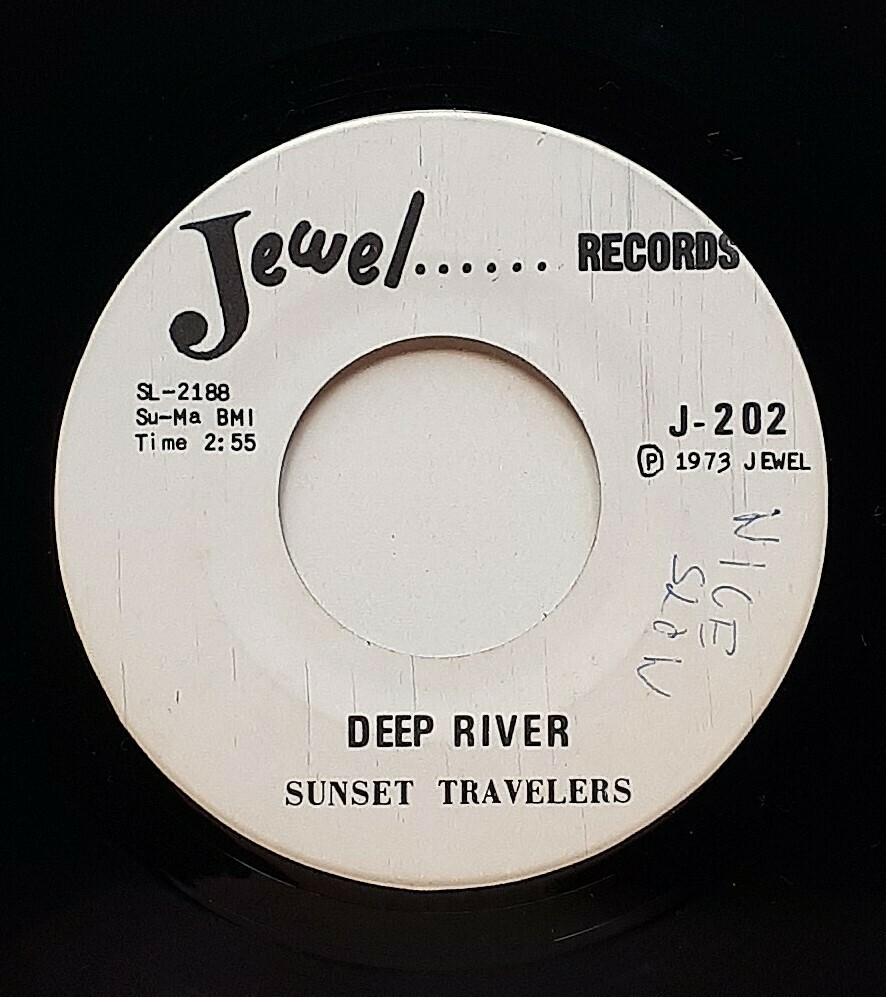 Jewel...... RECORDS
SL-2188
Su-Ma BMI
Time 2:55
J-202
Ⓟ 1973 JEWEL
NICE
SLOW
DEEP RIVER
SUNSET TRAVELERS